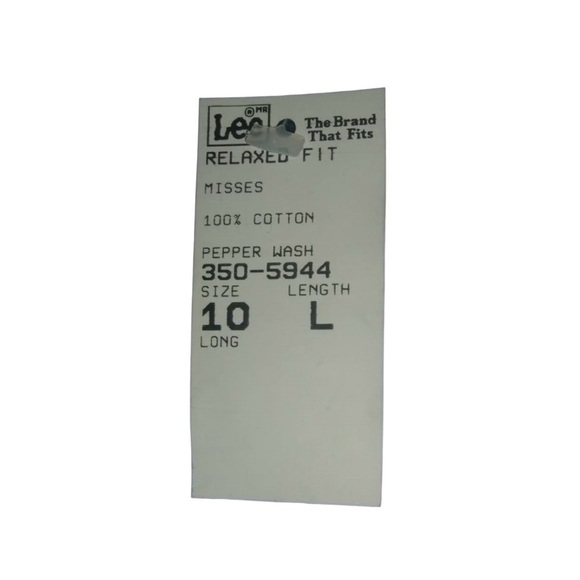 Lee ® MR
The Brand
That Fits
RELAXED FIT
MISSES
100% COTTON
PEPPER WASH
350-5944
SIZE LENGTH
10 L
LONG